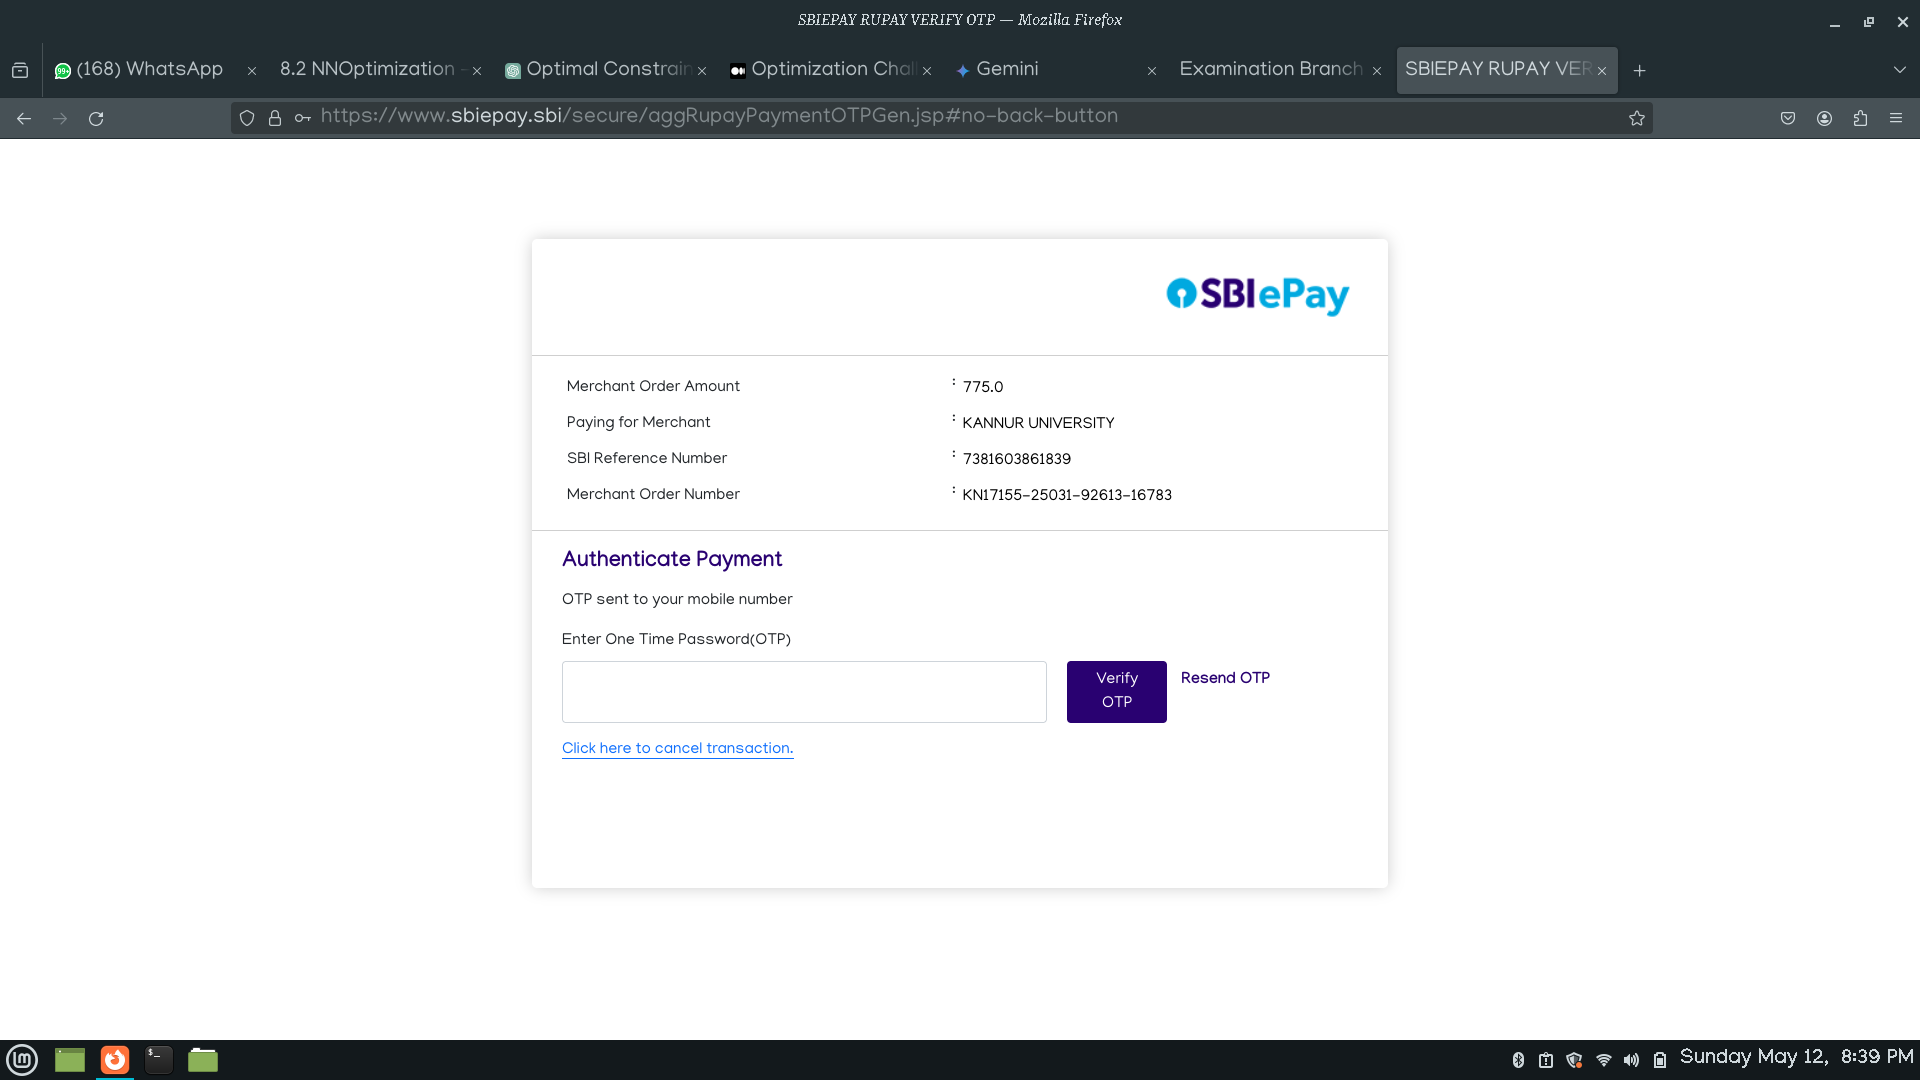 SBIEPAY RUPAY VERIFY OTP — Mozilla Firefox
99+ (168) WhatsApp
8.2 NNOptimization -
Optimal Constrain
Optimization Chall
Gemini
Examination Branch
SBIEPAY RUPAY VER
https://www.sbiepay.sbi/secure/aggRupayPaymentOTPGen.jsp#no-back-button
SBI ePay
Merchant Order Amount : 775.0
Paying for Merchant : KANNUR UNIVERSITY
SBI Reference Number : 7381603861839
Merchant Order Number : KN17155-25031-92613-16783
Authenticate Payment
OTP sent to your mobile number
Enter One Time Password(OTP)
Verify
OTP
Resend OTP
Click here to cancel transaction.
$_
Sunday May 12, 8:39 PM